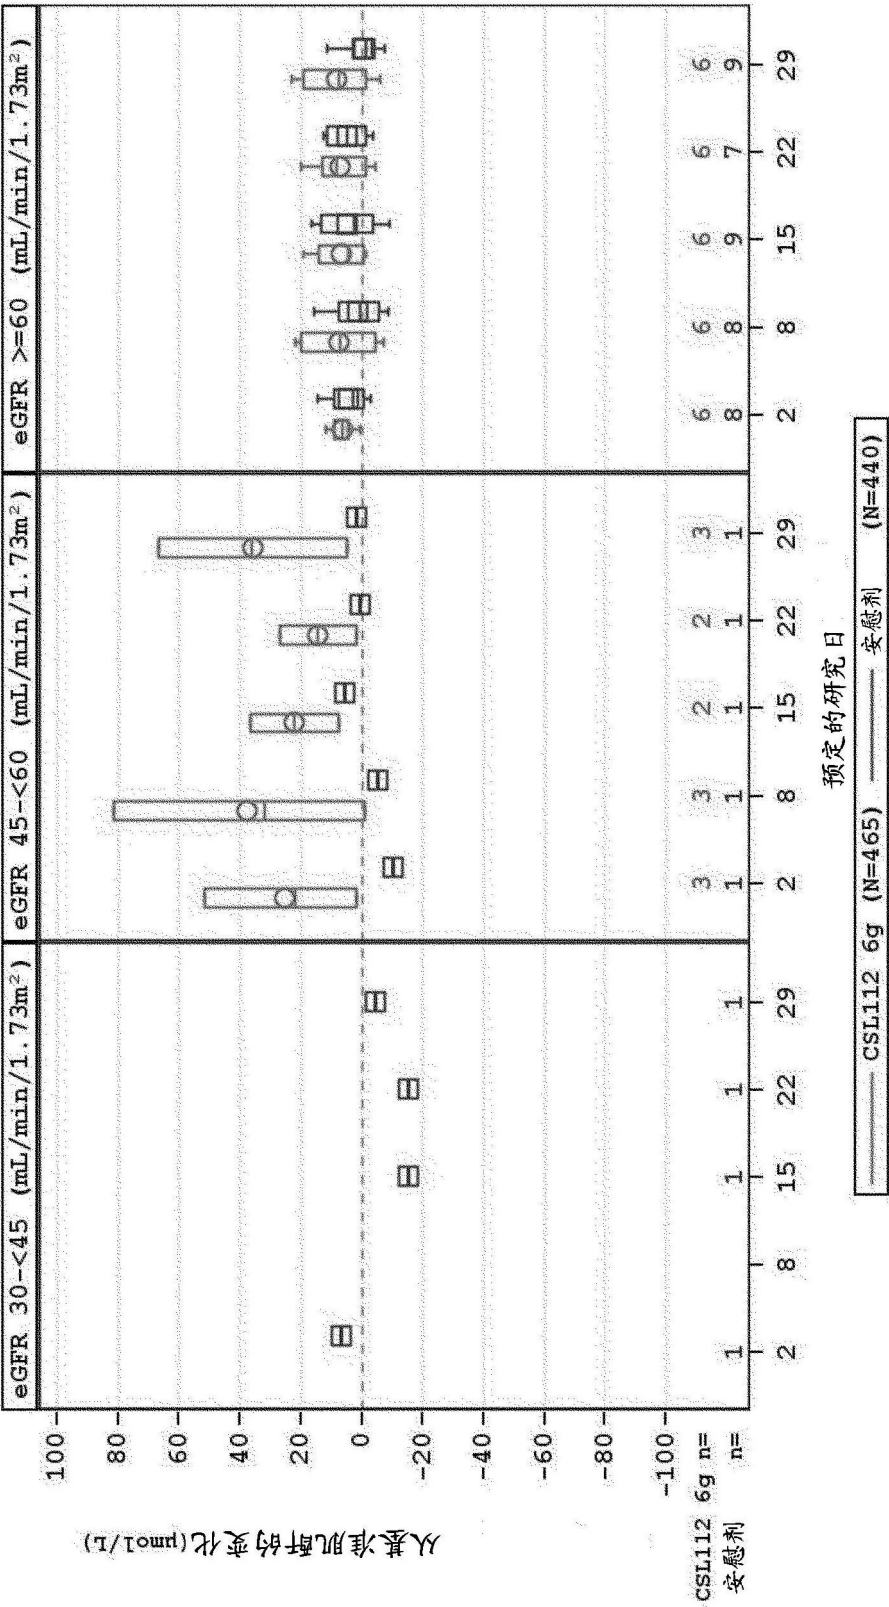 eGFR 30-<45 (mL/min/1.73m²)
eGFR 45-<60 (mL/min/1.73m²)
eGFR >=60 (mL/min/1.73m²)
从基准肌酐的变化(µmol/L)
100
80
60
40
20
0
-20
-40
-60
-80
-100
CSL112 6g n= 3 3 2 2 3 6 6 6 6 6
安慰剂 n= 1 1 1 1 1 1 1 1 1 8 8 9 7 9
2 8 15 22 29 2 8 15 22 29 2 8 15 22 29
预定的研究日
CSL112 6g (N=465) 安慰剂 (N=440)